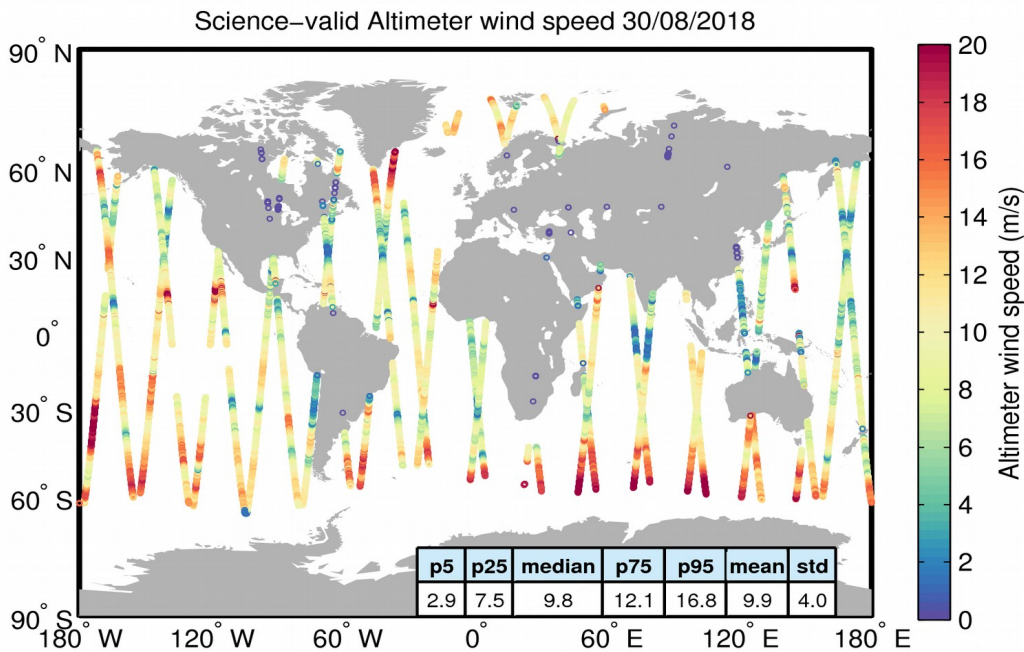 Science−valid Altimeter wind speed 30/08/2018
90° N
60° N
30° N
0°
30° S
60° S
90° S
180° W
120° W
60° W
0°
60° E
120° E
180° E
p5 p25 median p75 p95 mean std
2.9 7.5 9.8 12.1 16.8 9.9 4.0
20
18
16
14
12
10
8
6
4
2
0
Altimeter wind speed (m/s)